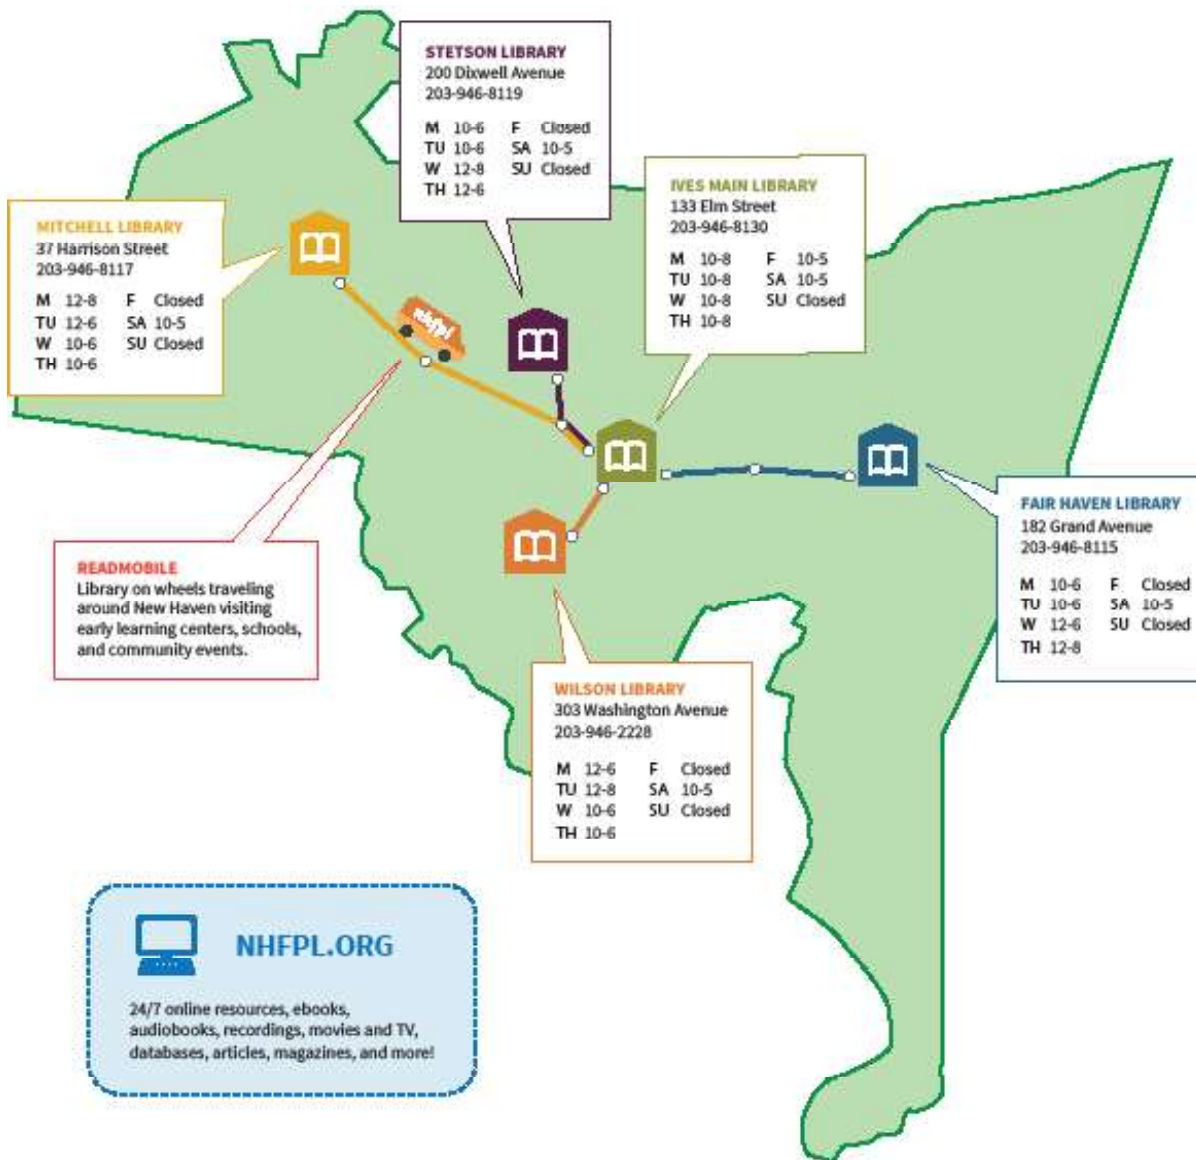 STETSON LIBRARY
200 Dixwell Avenue
203-946-8119
M 10-6 F Closed
TU 10-6 SA 10-5
W 12-8 SU Closed
TH 12-6
IVES MAIN LIBRARY
133 Elm Street
203-946-8130
M 10-8 F 10-5
TU 10-8 SA 10-5
W 10-8 SU Closed
TH 10-8
MITCHELL LIBRARY
37 Harrison Street
203-946-8117
M 12-8 F Closed
TU 12-6 SA 10-5
W 10-6 SU Closed
TH 10-6
nhfpl
FAIR HAVEN LIBRARY
182 Grand Avenue
203-946-8115
M 10-6 F Closed
TU 10-6 SA 10-5
W 12-6 SU Closed
TH 12-8
READMOBILE
Library on wheels traveling
around New Haven visiting
early learning centers, schools,
and community events.
WILSON LIBRARY
303 Washington Avenue
203-946-2228
M 12-6 F Closed
TU 12-8 SA 10-5
W 10-6 SU Closed
TH 10-6
NHFPL.ORG
24/7 online resources, ebooks,
audiobooks, recordings, movies and TV,
databases, articles, magazines, and more!